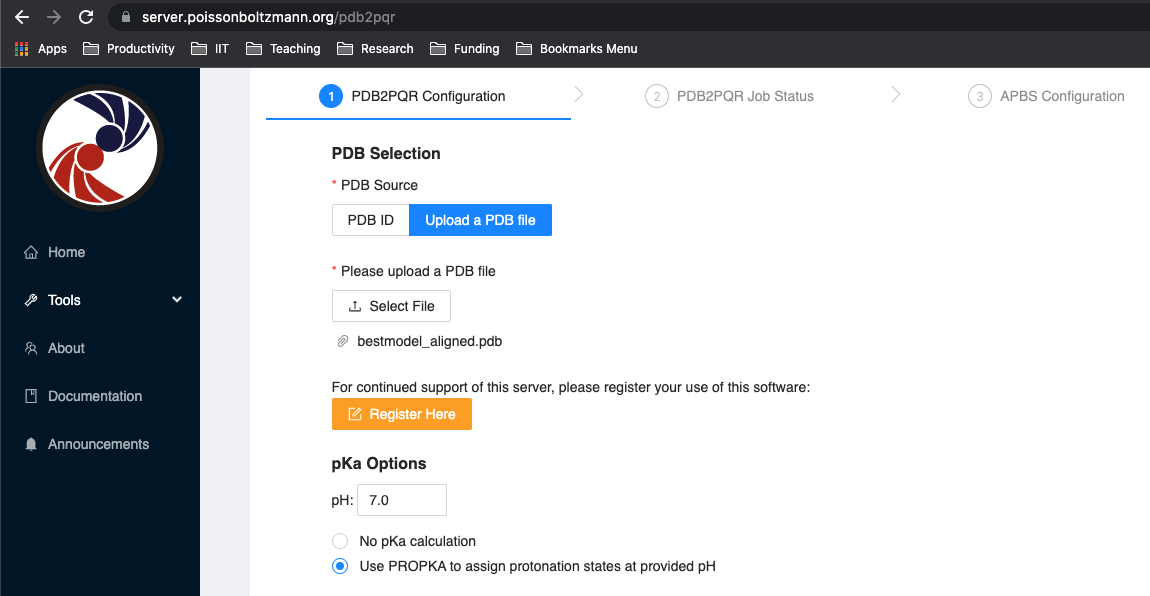 server.poissonboltzmann.org/pdb2pqr
Apps Productivity IIT Teaching Research Funding Bookmarks Menu
1 PDB2PQR Configuration 2 PDB2PQR Job Status 3 APBS Configuration
PDB Selection
* PDB Source
PDB ID Upload a PDB file
* Please upload a PDB file
Select File
bestmodel_aligned.pdb
For continued support of this server, please register your use of this software:
Register Here
pKa Options
pH: 7.0
No pKa calculation
Use PROPKA to assign protonation states at provided pH
Home
Tools
About
Documentation
Announcements